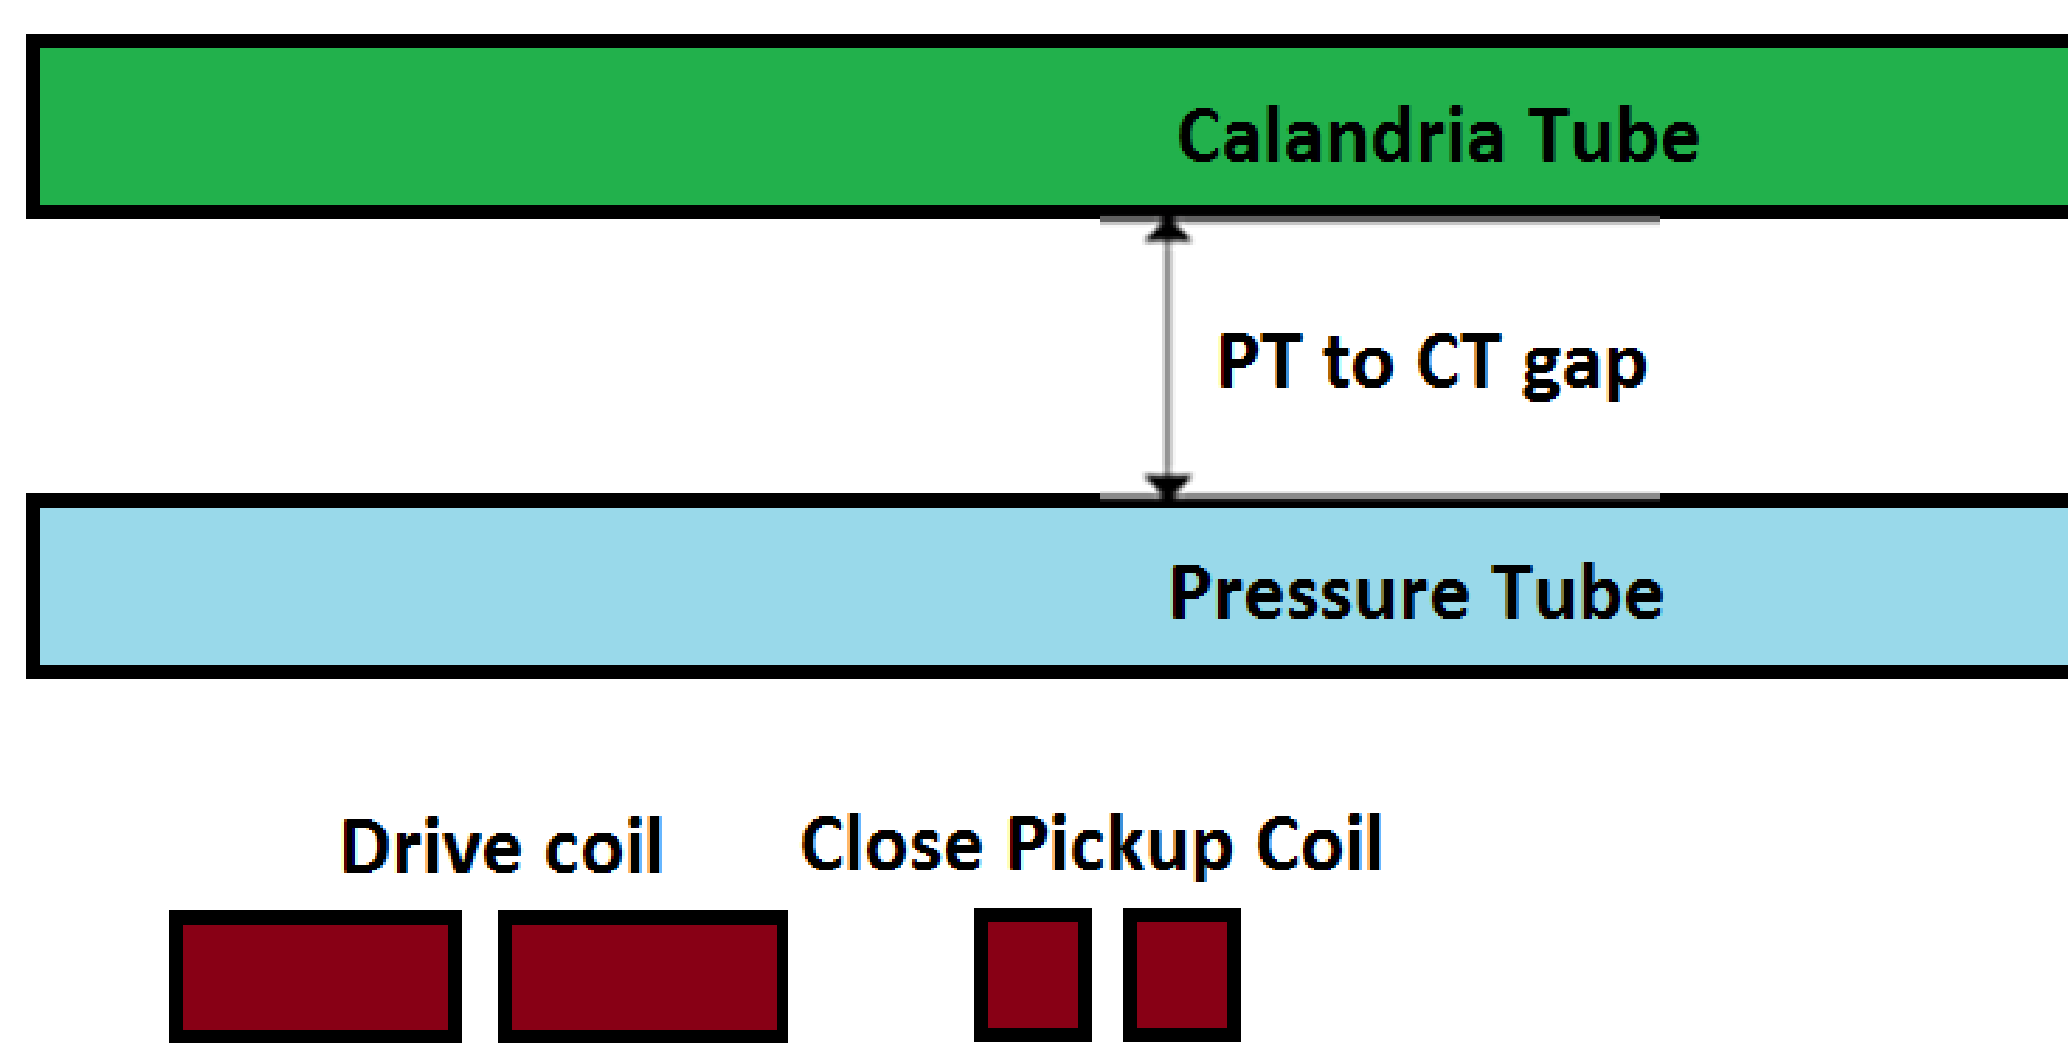 Calandria Tube
PT to CT gap
Pressure Tube
Drive coil
Close Pickup Coil